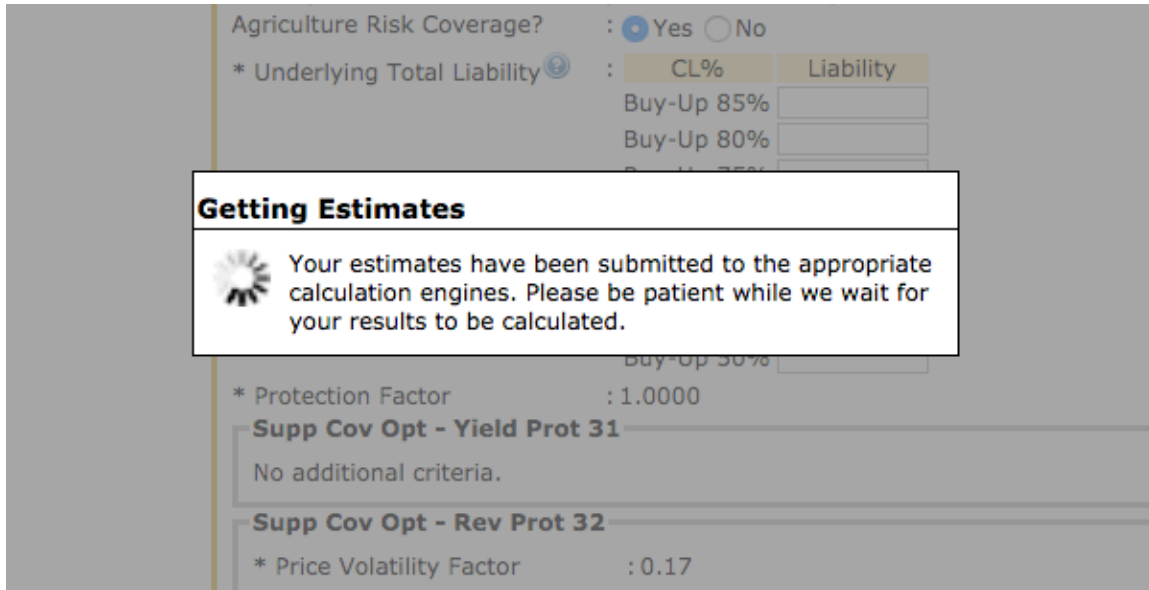 Agriculture Risk Coverage? : Yes No
* Underlying Total Liability : CL% Liability
Buy-Up 85%
Buy-Up 80%
Getting Estimates
Your estimates have been submitted to the appropriate
calculation engines. Please be patient while we wait for
your results to be calculated.
Buy-Up 50%
* Protection Factor : 1.0000
Supp Cov Opt - Yield Prot 31
No additional criteria.
Supp Cov Opt - Rev Prot 32
* Price Volatility Factor : 0.17